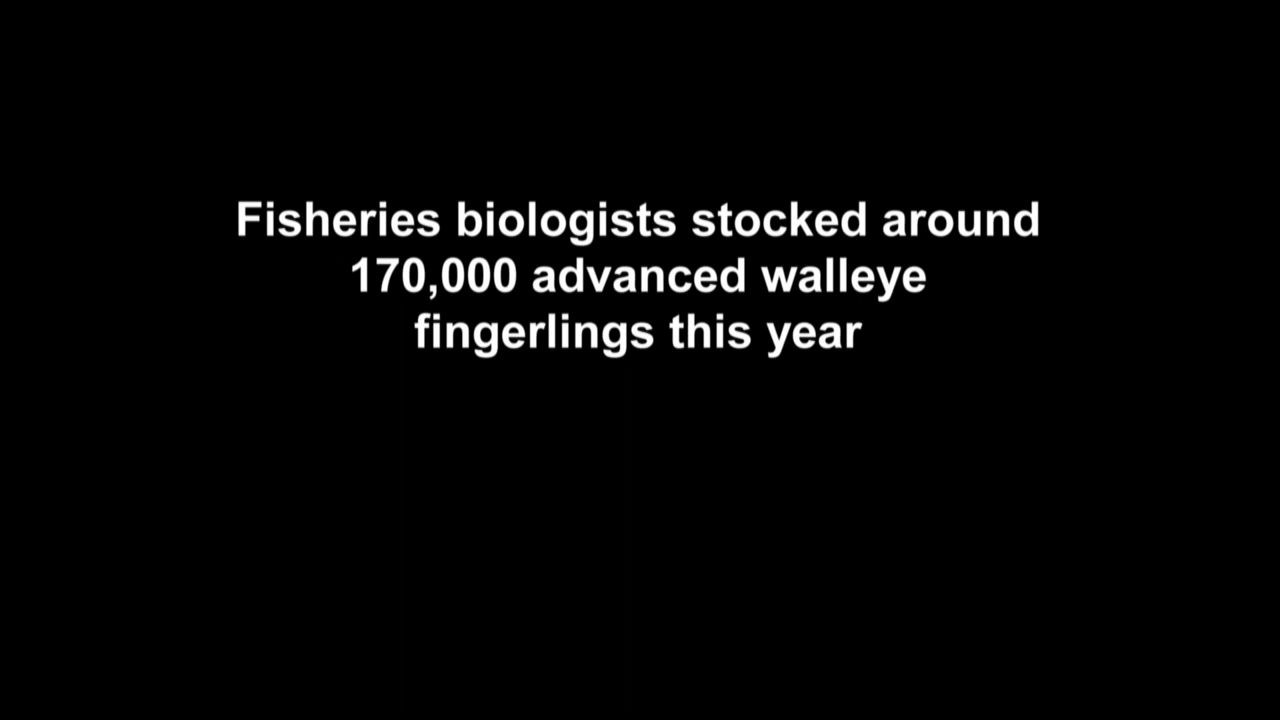 Fisheries biologists stocked around
170,000 advanced walleye
fingerlings this year